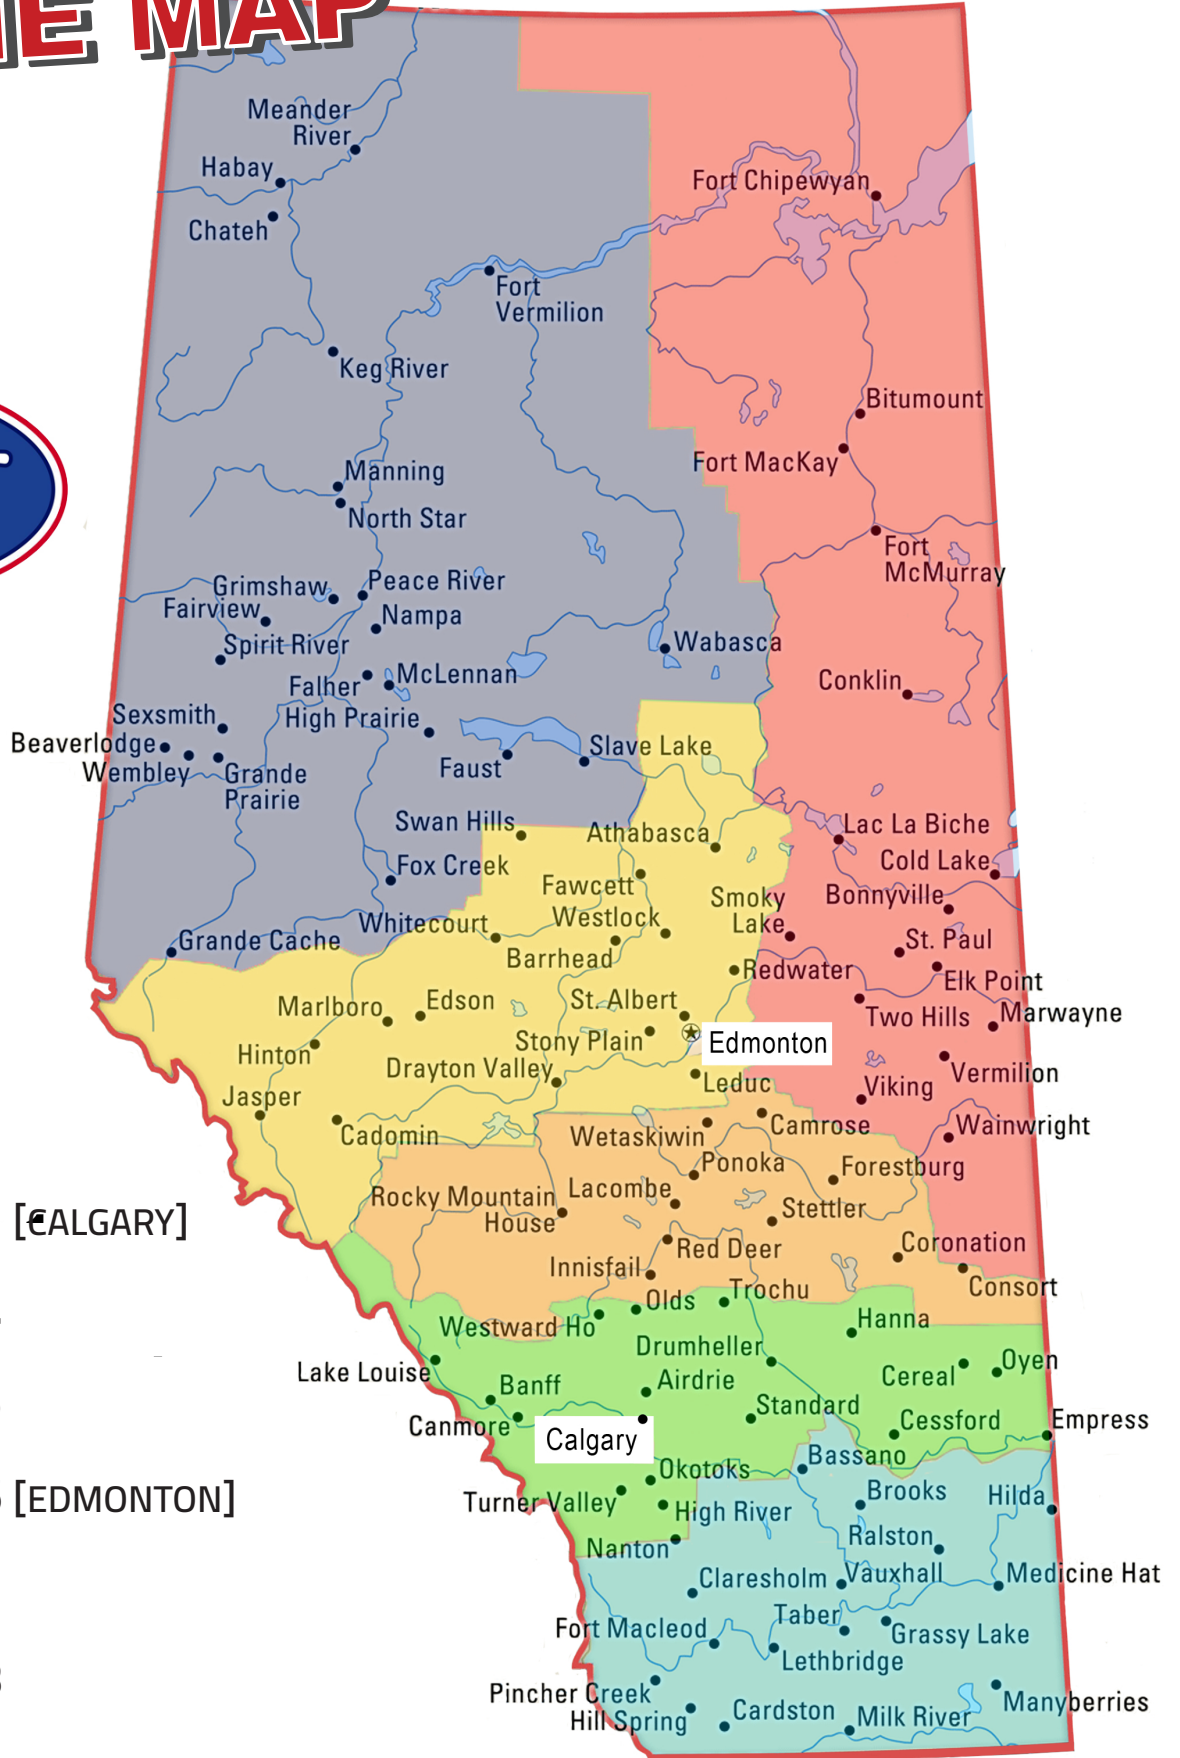 E MAP
Meander
River
Habay
Chateh
Fort Chipewyan
Fort
Vermilion
Keg River
Bitumount
Fort MacKay
Manning
North Star
Fort
McMurray
Grimshaw
Peace River
Fairview
Nampa
Spirit River
Wabasca
Falher
McLennan
Conklin
Sexsmith
High Prairie
Beaverlodge
Slave Lake
Wembley
Grande
Prairie
Faust
Swan Hills
Athabasca
Lac La Biche
Fox Creek
Cold Lake
Fawcett
Smoky
Lake
Bonnyville
Whitecourt
Westlock
Grande Cache
Barrhead
St. Paul
Redwater
Elk Point
Marlboro
Edson
St. Albert
Two Hills
Marwayne
Hinton
Stony Plain
Edmonton
Drayton Valley
Leduc
Vermilion
Jasper
Viking
Cadomin
Wetaskiwin
Camrose
Wainwright
Ponoka
Forestburg
Rocky Mountain
House
Lacombe
Stettler
[CALGARY]
Red Deer
Coronation
Innisfail
Trochu
Consort
Olds
Westward Ho
Hanna
Drumheller
Lake Louise
Banff
Airdrie
Cereal
Oyen
Canmore
Standard
Cessford
Empress
Calgary
Bassano
Okotoks
[EDMONTON]
Turner Valley
High River
Brooks
Hilda
Nanton
Ralston
Claresholm
Vauxhall
Medicine Hat
Fort Macleod
Taber
Grassy Lake
Lethbridge
Pincher Creek
Hill Spring
Cardston
Milk River
Manyberries